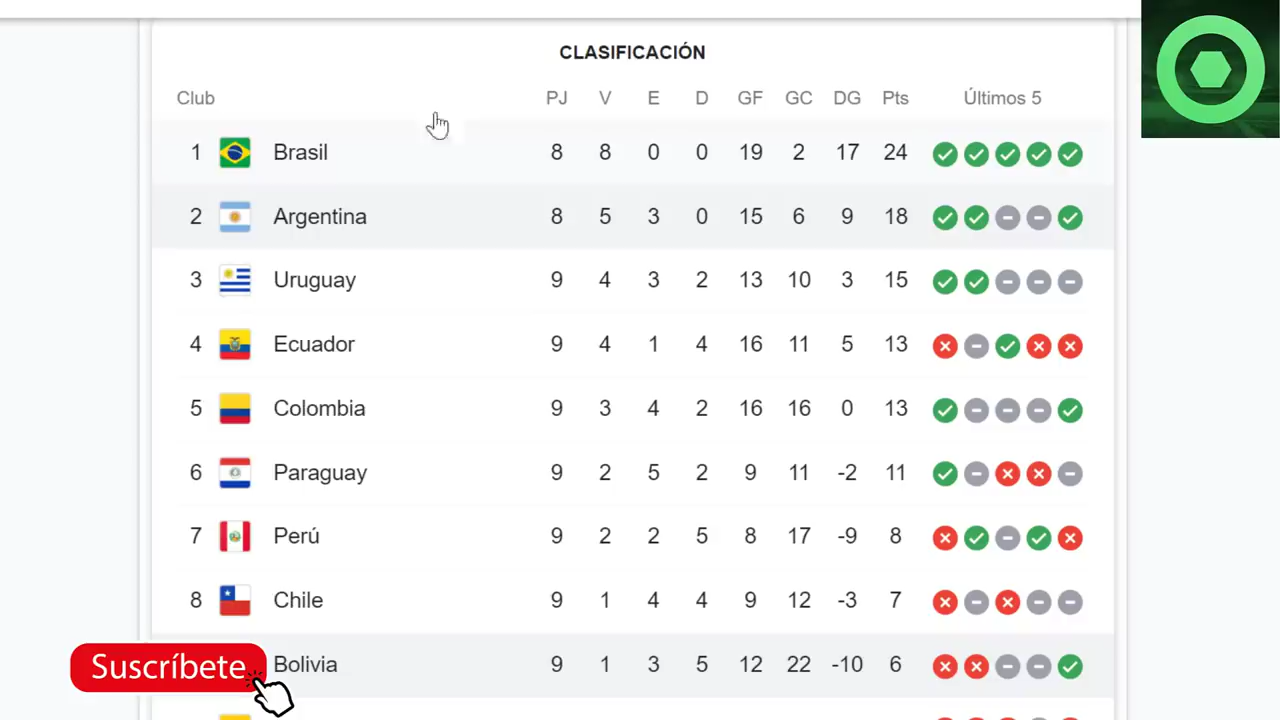 CLASIFICACIÓN
Club PJ V E D GF GC DG Pts Últimos 5
1 Brasil 8 8 0 0 19 2 17 24
2 Argentina 8 5 3 0 15 6 9 18
3 Uruguay 9 4 3 2 13 10 3 15
4 Ecuador 9 4 1 4 16 11 5 13
5 Colombia 9 3 4 2 16 16 0 13
6 Paraguay 9 2 5 2 9 11 -2 11
7 Perú 9 2 2 5 8 17 -9 8
8 Chile 9 1 4 4 9 12 -3 7
Suscríbete Bolivia 9 1 3 5 12 22 -10 6